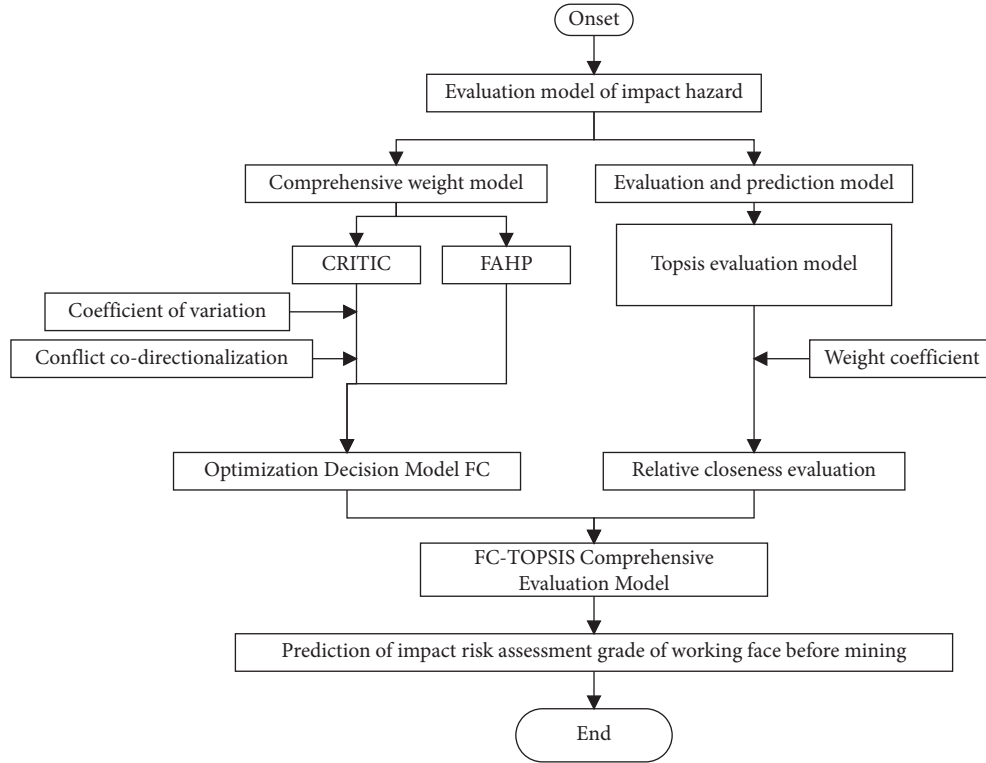 Onset
Evaluation model of impact hazard
Comprehensive weight model
Evaluation and prediction model
CRITIC
FAHP
Topsis evaluation model
Coefficient of variation
Conflict co-directionalization
Weight coefficient
Optimization Decision Model FC
Relative closeness evaluation
FC-TOPSIS Comprehensive
Evaluation Model
Prediction of impact risk assessment grade of working face before mining
End